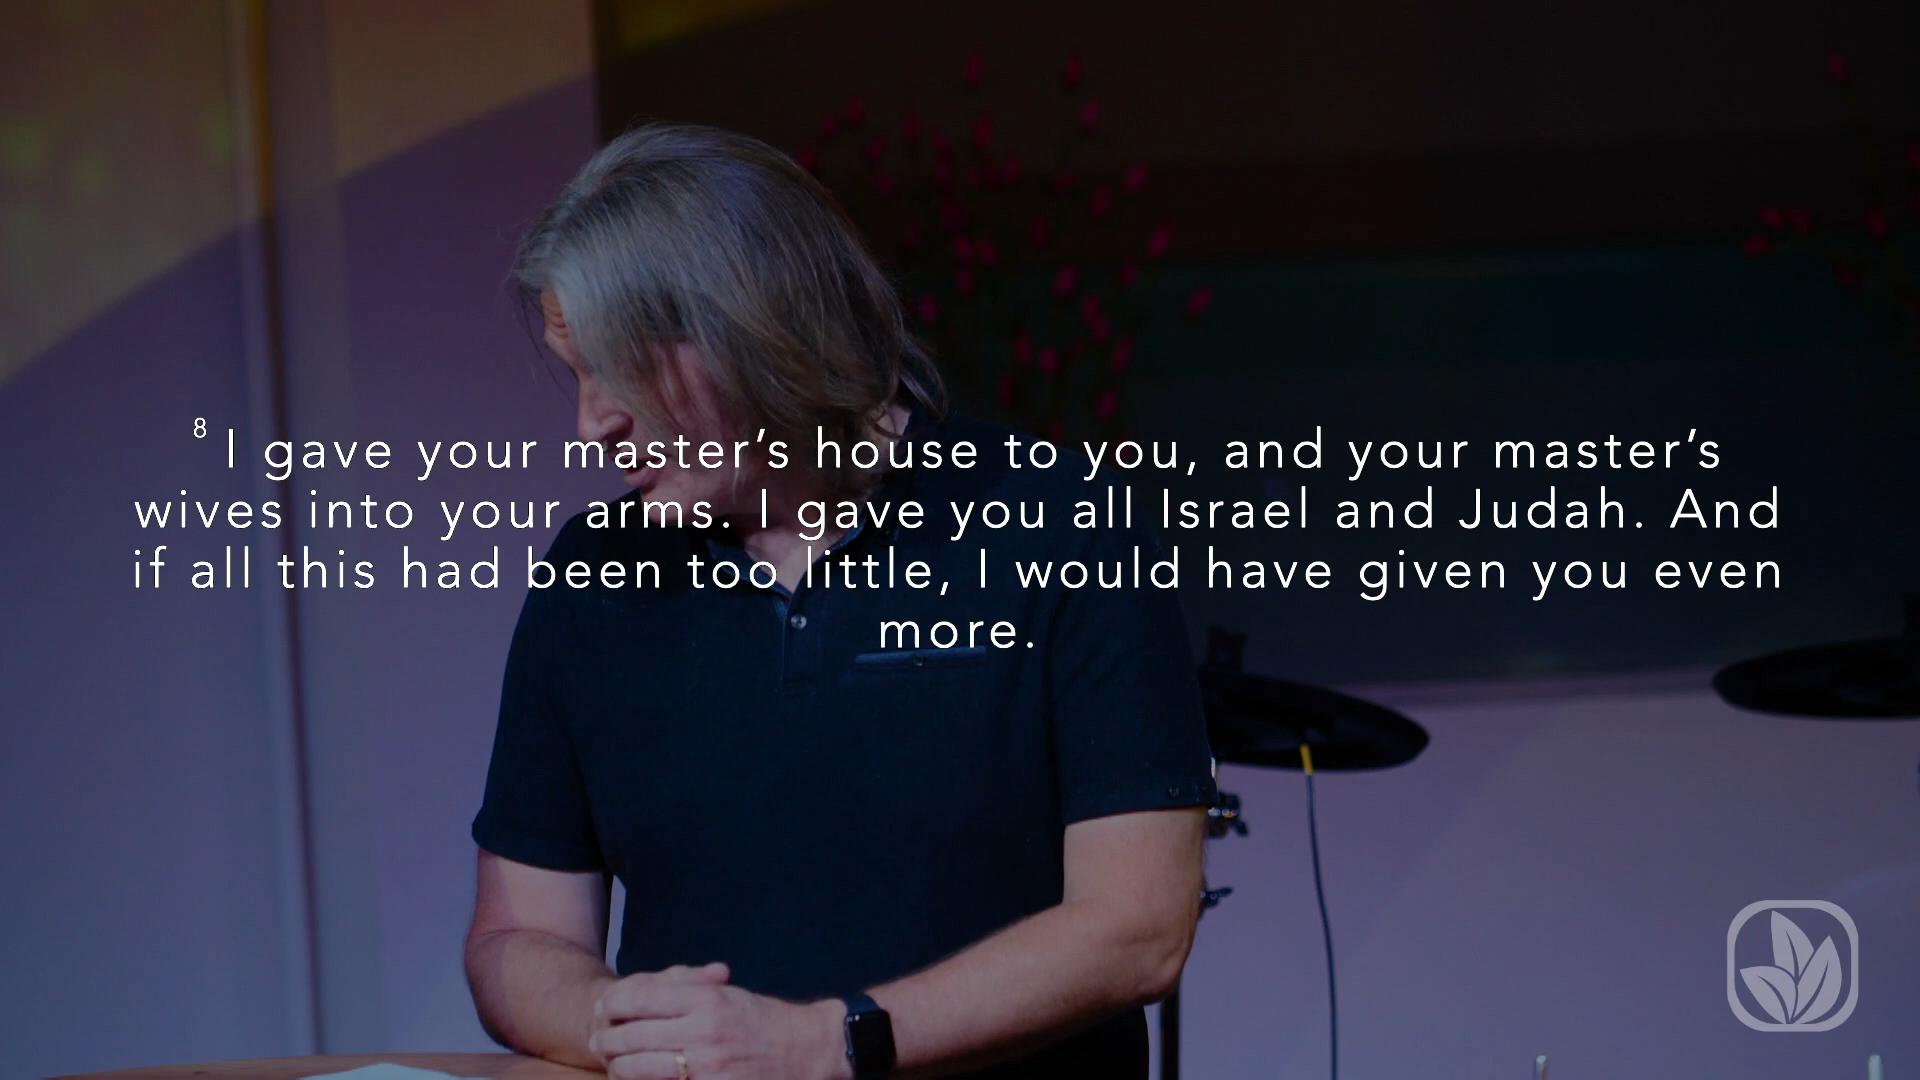 8 I gave your master’s house to you, and your master’s
wives into your arms. I gave you all Israel and Judah. And
if all this had been too little, I would have given you even
more.